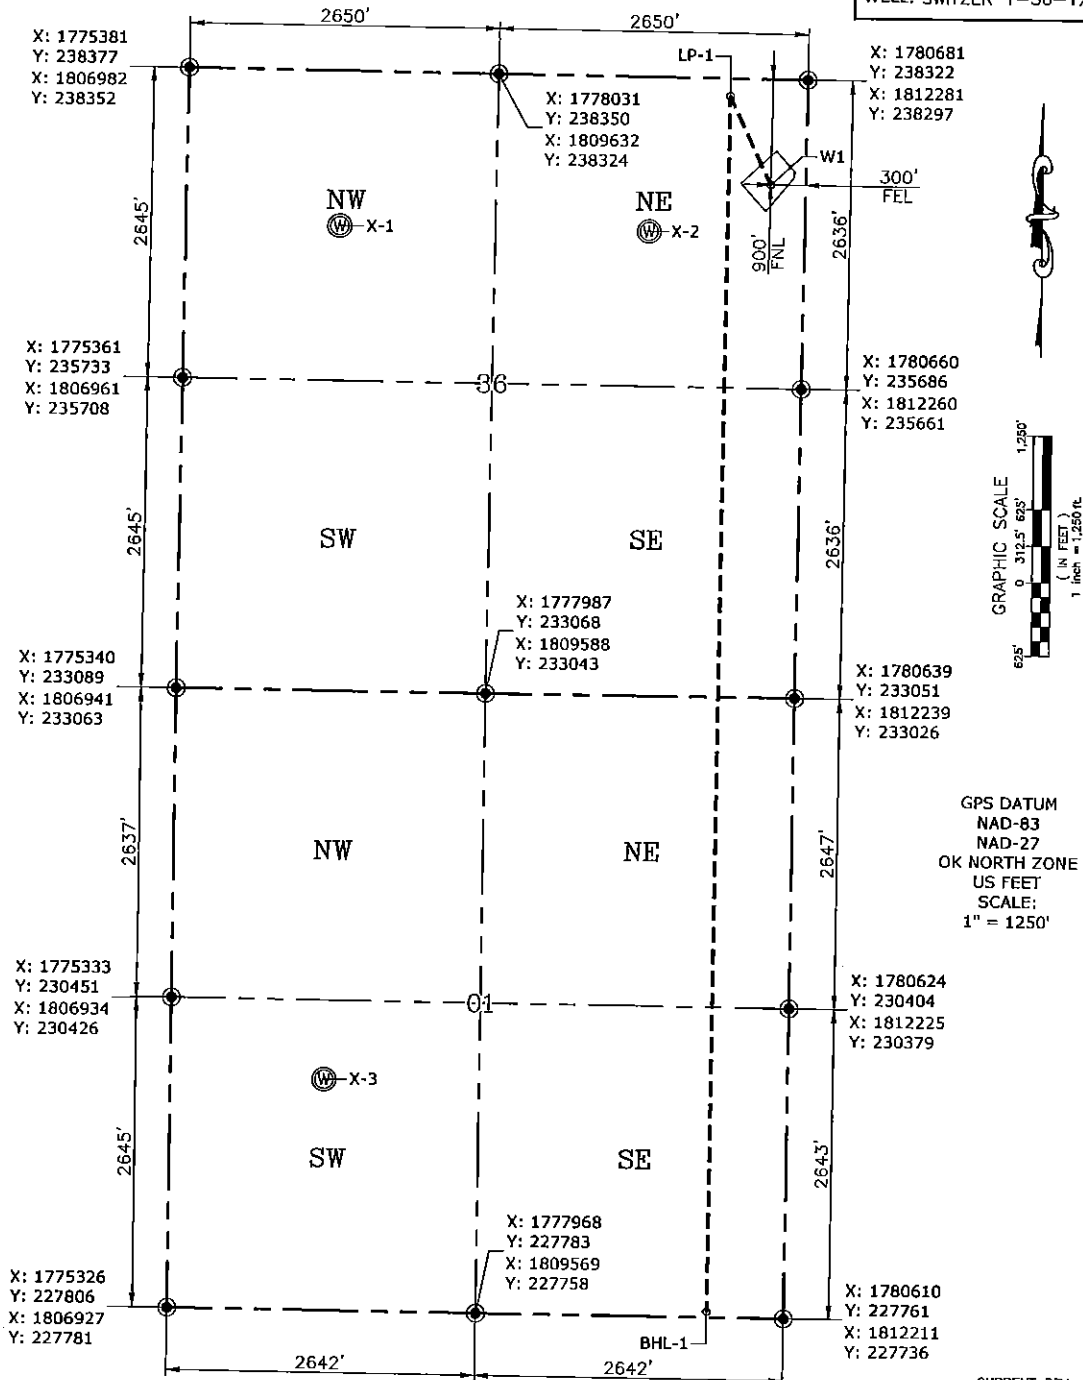 2650'
2650'
X: 1775381
Y: 238377
X: 1806982
Y: 238352
LP-1
X: 1780681
Y: 238322
X: 1812281
Y: 238297
X: 1778031
Y: 238350
X: 1809632
Y: 238324
W1
300'
FEL
NW
NE
W
X-1
W
X-2
2645'
900'
FNL
2636'
X: 1775361
Y: 235733
X: 1806961
Y: 235708
36
X: 1780660
Y: 235686
X: 1812260
Y: 235661
GRAPHIC SCALE
1,250'
625'
312.5'
0
625'
( IN FEET )
1 inch = 1,250 ft.
SW
SE
2645'
2636'
X: 1777987
Y: 233068
X: 1809588
Y: 233043
X: 1775340
Y: 233089
X: 1806941
Y: 233063
X: 1780639
Y: 233051
X: 1812239
Y: 233026
GPS DATUM
NAD-83
NAD-27
OK NORTH ZONE
US FEET
SCALE:
1" = 1250'
NW
NE
2637'
2647'
X: 1775333
Y: 230451
X: 1806934
Y: 230426
01
X: 1780624
Y: 230404
X: 1812225
Y: 230379
W
X-3
2645'
SW
SE
2643'
X: 1777968
Y: 227783
X: 1809569
Y: 227758
X: 1775326
Y: 227806
X: 1806927
Y: 227781
X: 1780610
Y: 227761
X: 1812211
Y: 227736
BHL-1
2642'
2642'